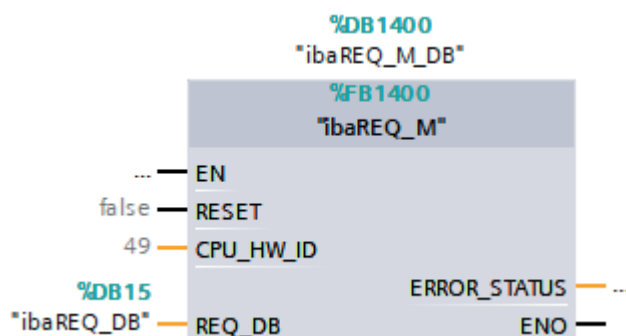 %DB1400
"ibaREQ_M_DB"
%FB1400
"ibaREQ_M"
... EN
false RESET
49 CPU_HW_ID
ERROR_STATUS ...
%DB15
"ibaREQ_DB" REQ_DB ENO